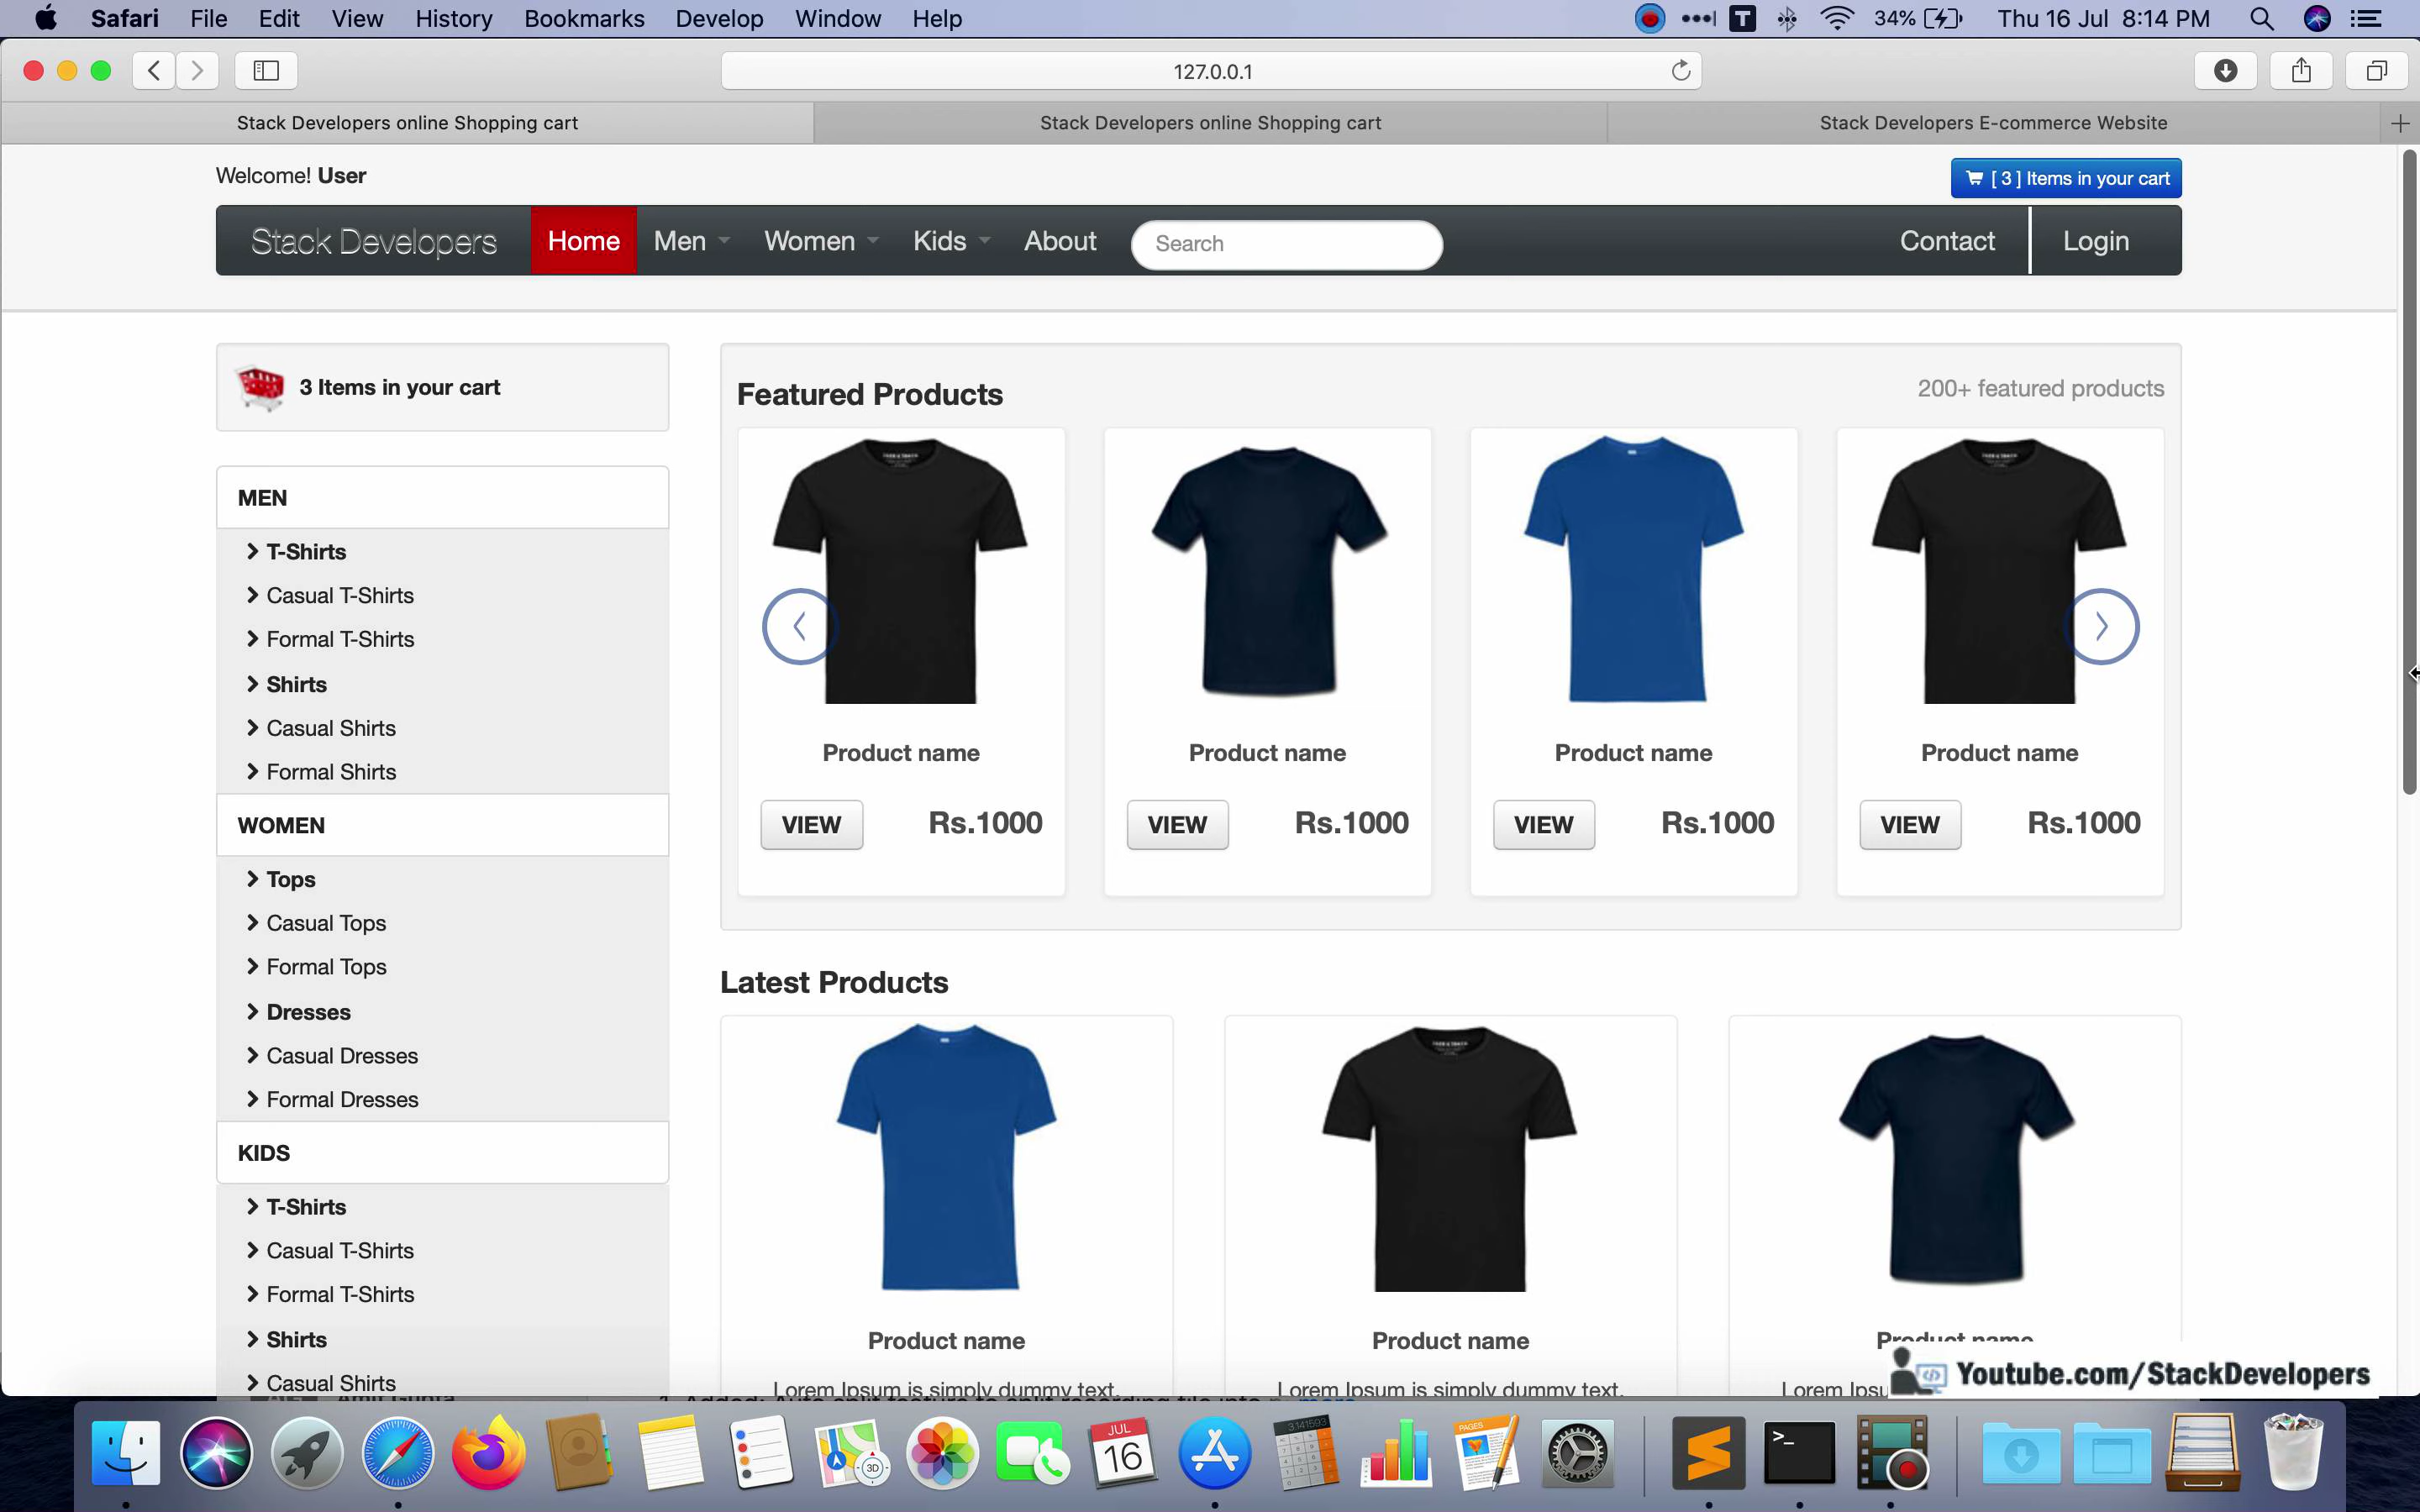 Safari File Edit View History Bookmarks Develop Window Help
T 34% Thu 16 Jul 8:14 PM
127.0.0.1
Stack Developers online Shopping cart
Stack Developers online Shopping cart
Stack Developers E-commerce Website
Welcome! User
[ 3 ] Items in your cart
Stack Developers
Home Men Women Kids About Search Contact Login
3 Items in your cart
MEN
T-Shirts
Casual T-Shirts
Formal T-Shirts
Shirts
Casual Shirts
Formal Shirts
WOMEN
Tops
Casual Tops
Formal Tops
Dresses
Casual Dresses
Formal Dresses
KIDS
T-Shirts
Casual T-Shirts
Formal T-Shirts
Shirts
Casual Shirts
Featured Products
200+ featured products
Product name
VIEW Rs.1000
Product name
VIEW Rs.1000
Product name
VIEW Rs.1000
Product name
VIEW Rs.1000
Latest Products
Product name
Lorem Ipsum is simply dummy text.
Product name
Lorem Ipsum is simply dummy text.
Product name
Lorem
Youtube.com/StackDevelopers
3D
JUL
16
3.141593
PAGES
>_